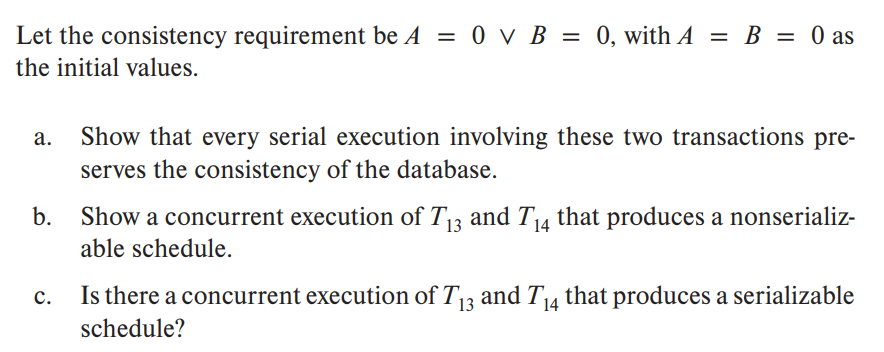 Let the consistency requirement be A = 0 ∨ B = 0, with A = B = 0 as
the initial values.
a. Show that every serial execution involving these two transactions pre-
serves the consistency of the database.
b. Show a concurrent execution of T₁₃ and T₁₄ that produces a nonserializ-
able schedule.
c. Is there a concurrent execution of T₁₃ and T₁₄ that produces a serializable
schedule?